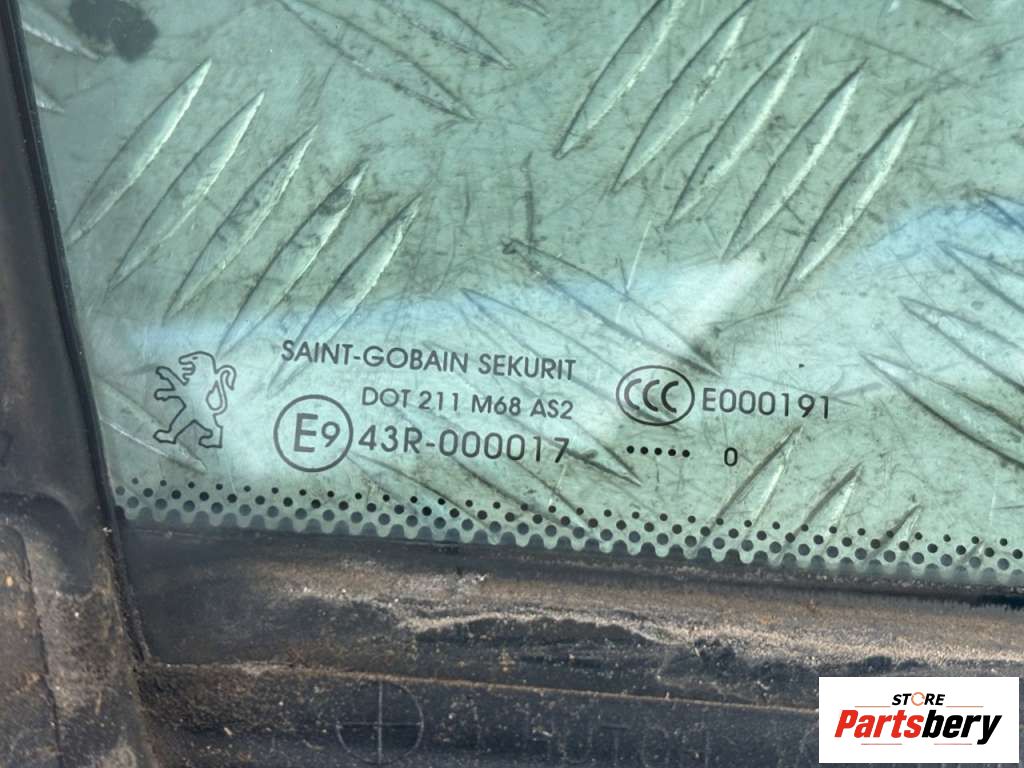 SAINT-GOBAIN SEKURIT
DOT 211 M68 AS2
E9 43R-000017
CCC E000191
..... 0
STORE
Partsbery